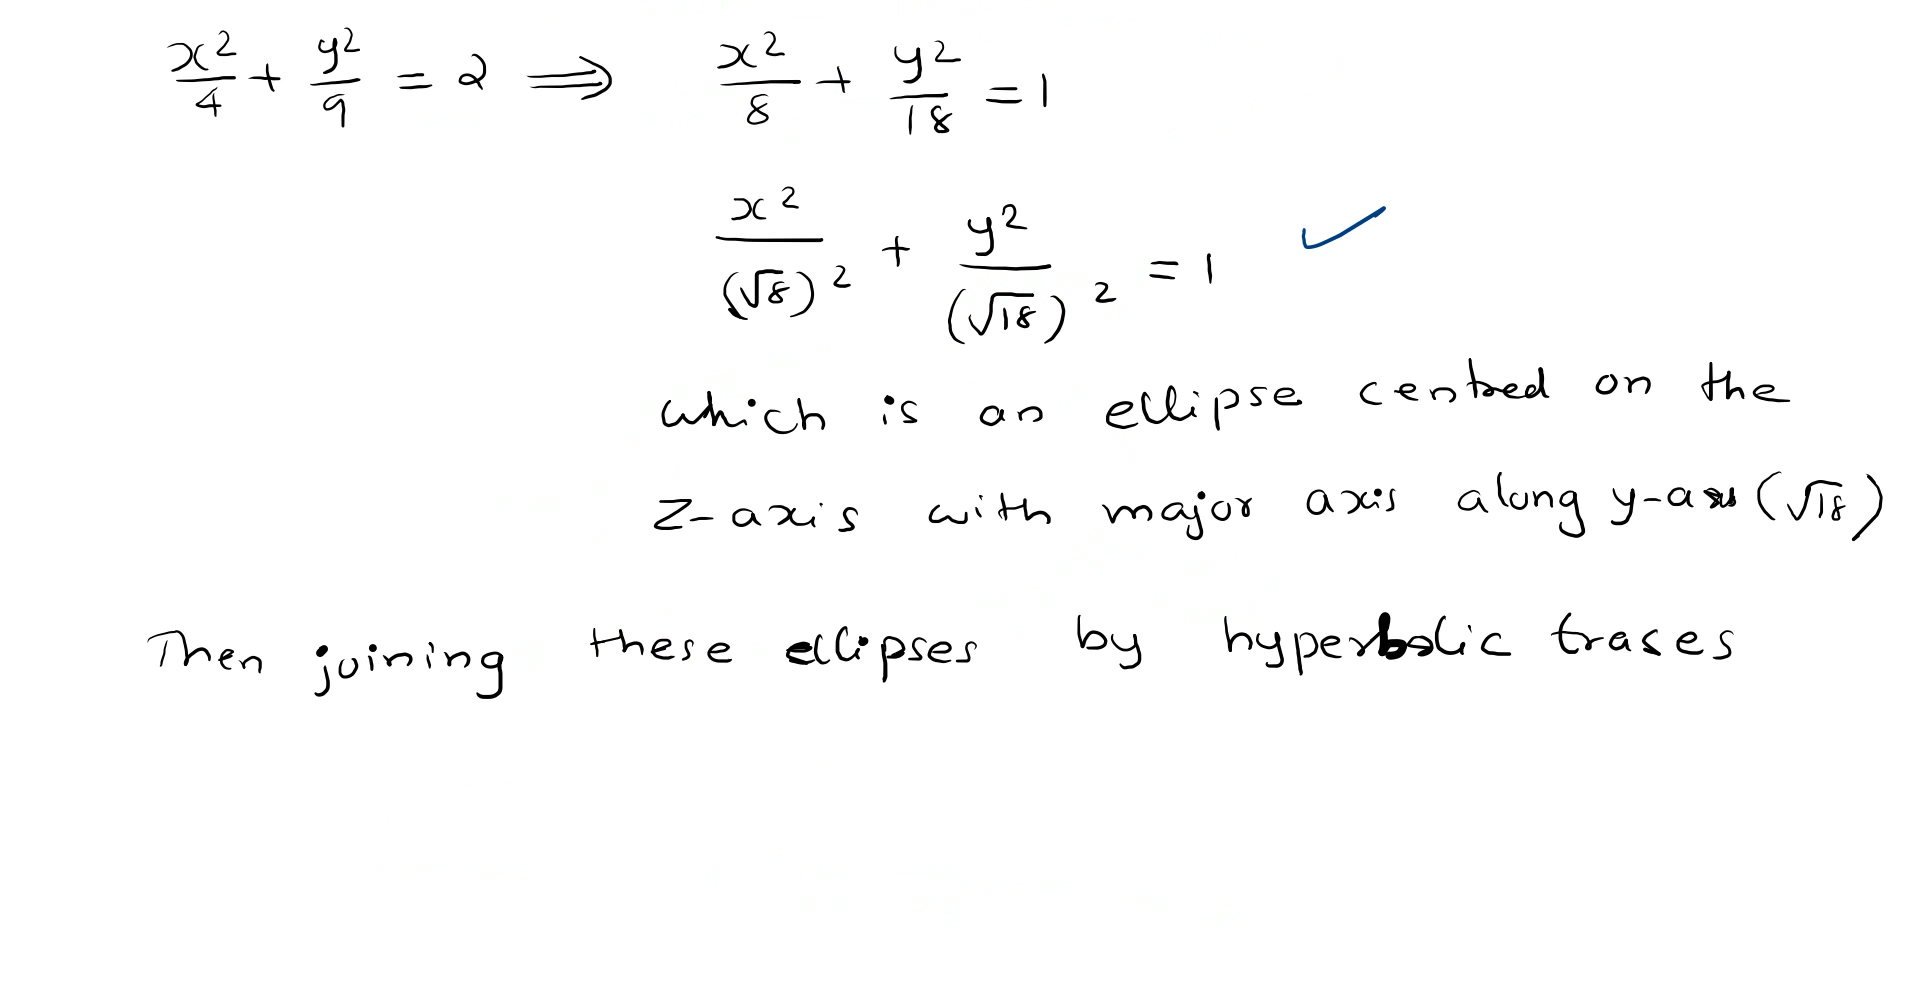 x²/4 + y²/9 = 2 ⟹ x²/8 + y²/18 = 1
x²/(√8)² + y²/(√18)² = 1 ✓
which is an ellipse centred on the
z-axis with major axis along y-axis (√18)
Then joining these ellipses by hyperbolic trases